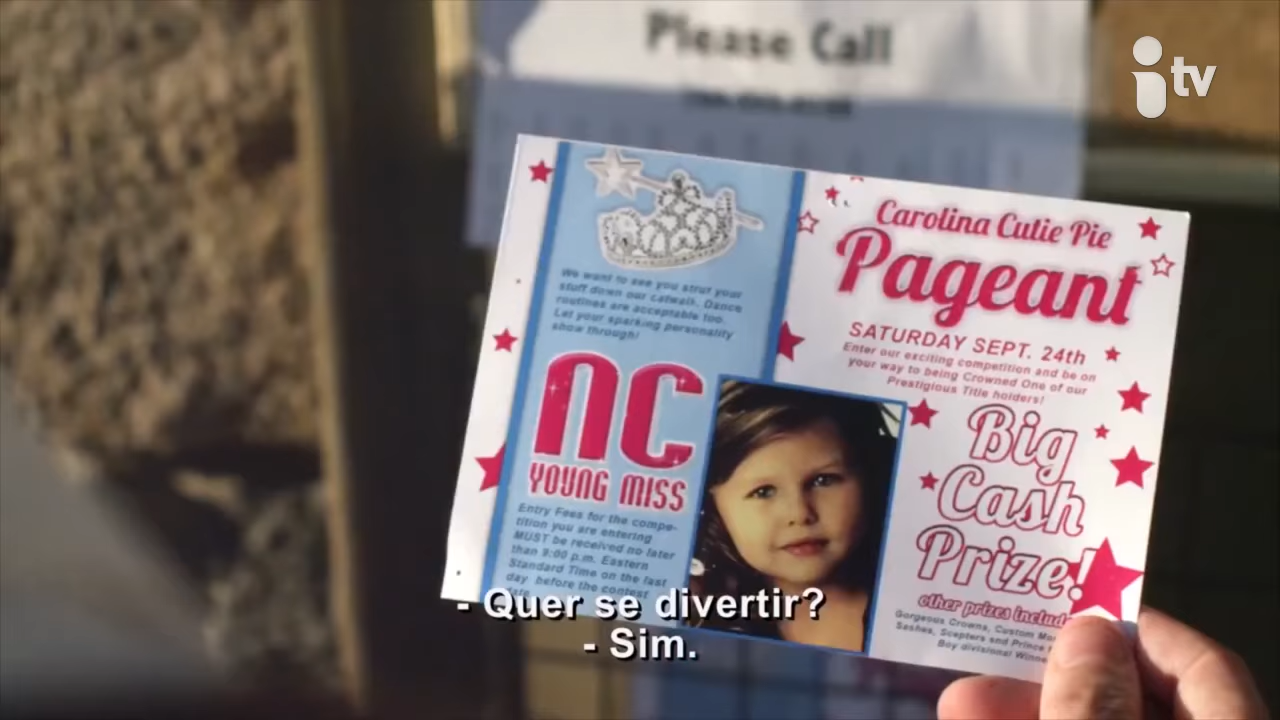 Please Call
itv
Carolina Cutie Pie
Pageant
SATURDAY SEPT. 24th
Enter our exciting competition and be on
your way to being Crowned One of our
Prestigious Title holders!
Big
Cash
Prize!
other prizes include
Gorgeous Crowns, Custom
Sashes, Scepters and Prince
Boy divisional
We want to see you strut your
stuff down our catwalk. Dance
routines are acceptable too.
Let your sparking personality
show through!
NC
YOUNG MISS
Entry Fees for the compe-
tition you are entering
MUST be received no later
than 9:00 p.m. Eastern
Standard Time on the last
day before the contest
- Quer se divertir?
- Sim.